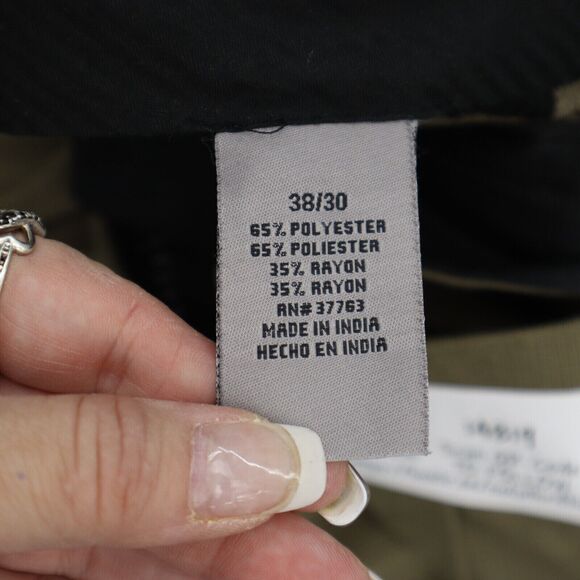 38/30
65% POLYESTER
65% POLIESTER
35% RAYON
35% RAYON
RN# 37763
MADE IN INDIA
HECHO EN INDIA